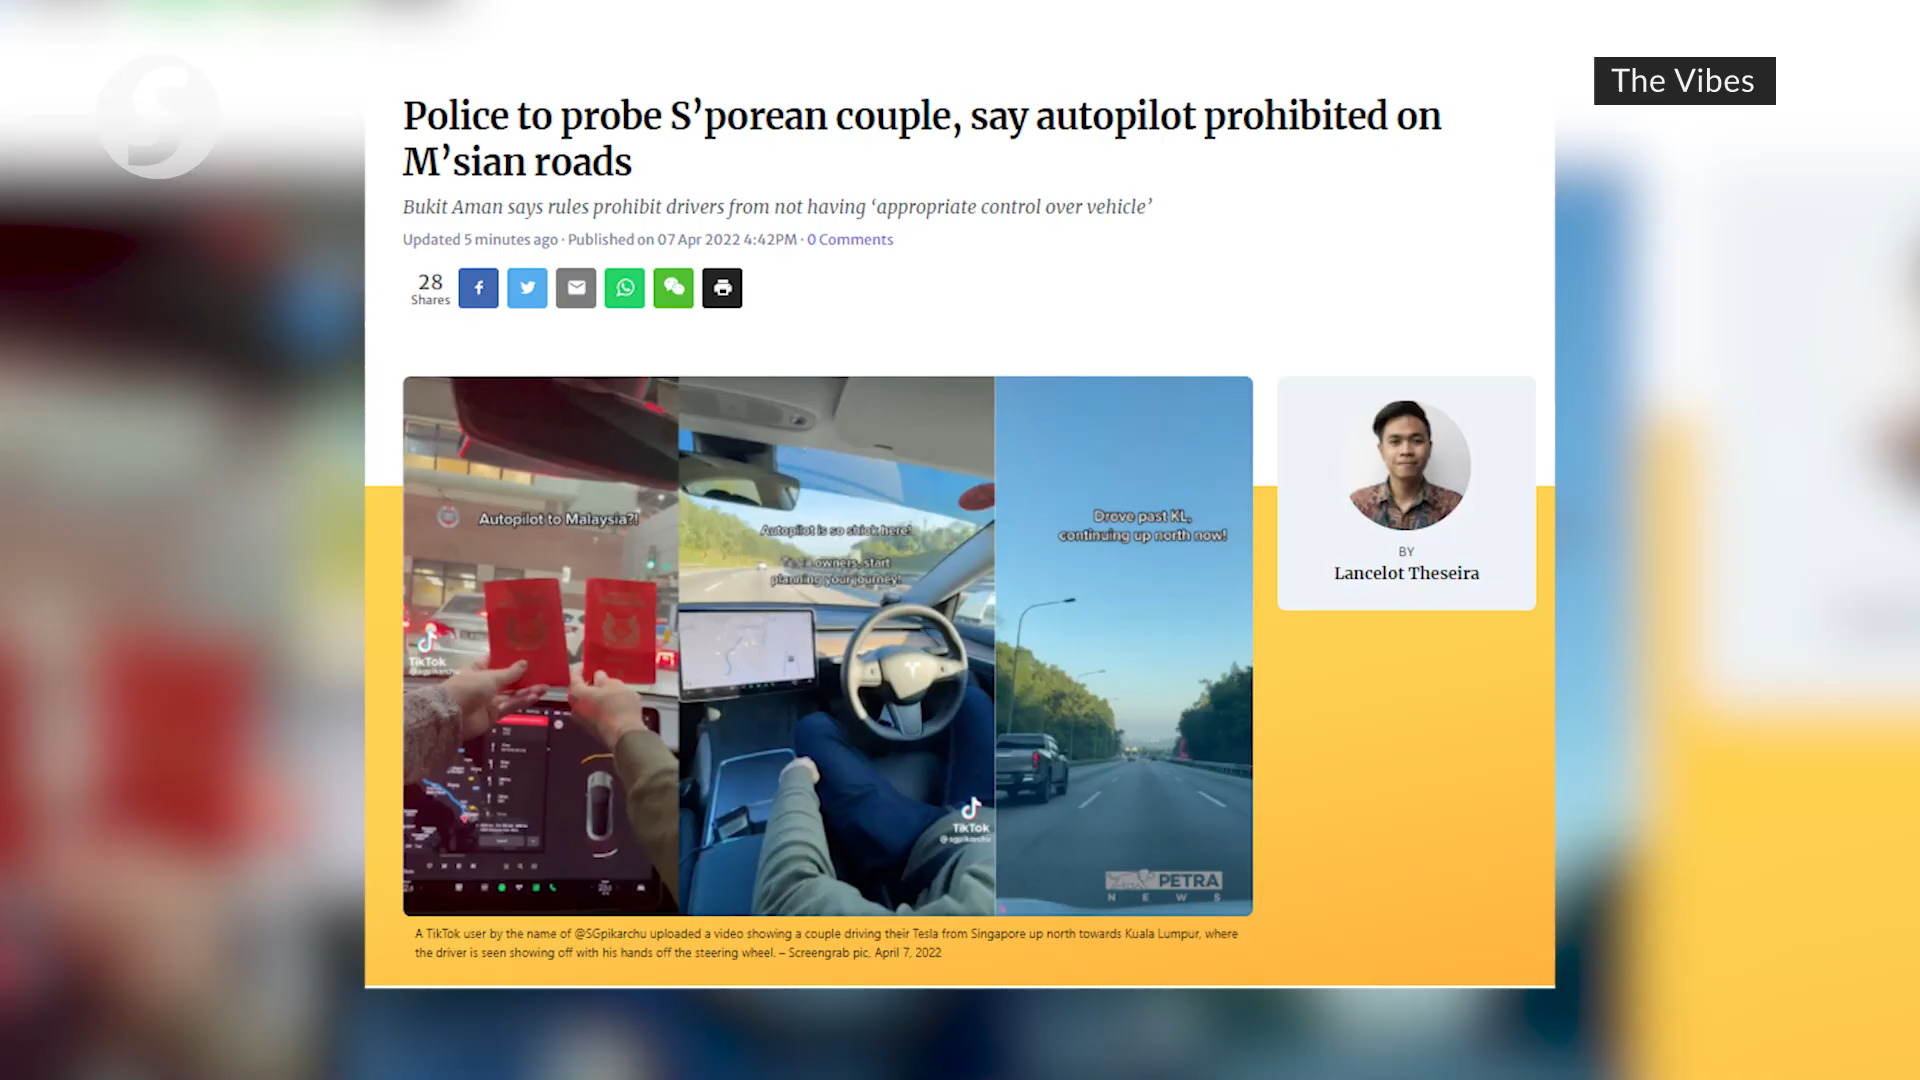 The Vibes
Police to probe S'porean couple, say autopilot prohibited on
M'sian roads
Bukit Aman says rules prohibit drivers from not having ‘appropriate control over vehicle’
Updated 5 minutes ago · Published on 07 Apr 2022 4:42PM · 0 Comments
28
Shares
Autopilot to Malaysia?!
Autopilot is so shiok here!
Tesla owners, start
planning your journey!
Drove past KL,
continuing up north now!
TikTok
@sgpikarchu
TikTok
@sgpikarchu
PETRA
NEWS
BY
Lancelot Theseira
A TikTok user by the name of @SGpikarchu uploaded a video showing a couple driving their Tesla from Singapore up north towards Kuala Lumpur, where
the driver is seen showing off with his hands off the steering wheel. – Screengrab pic, April 7, 2022